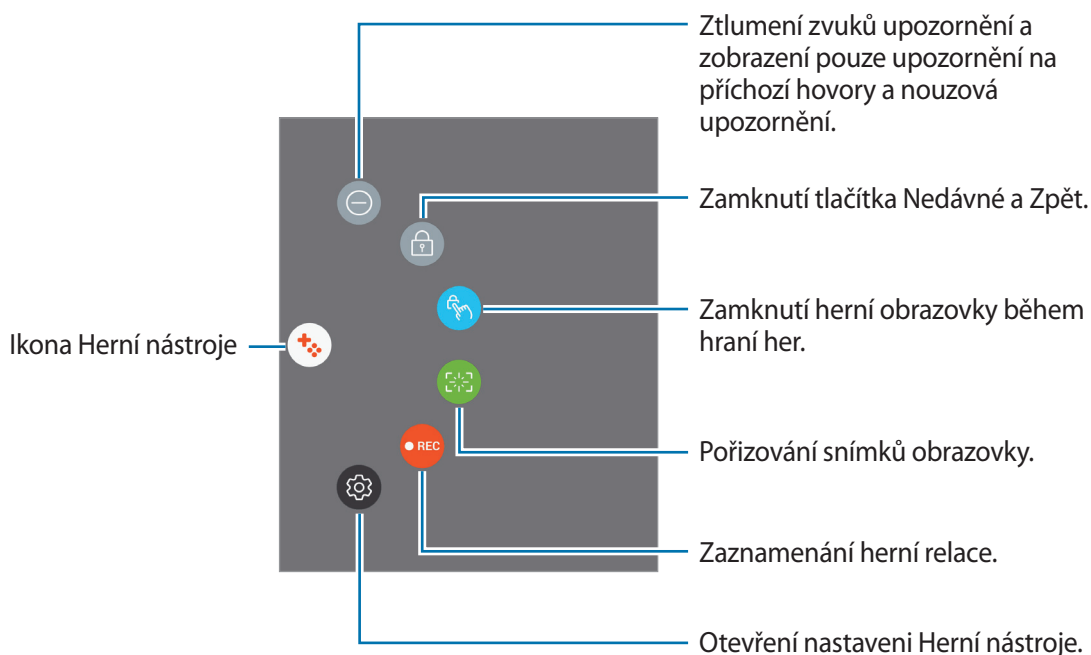 Ztlumení zvuků upozornění a
zobrazení pouze upozornění na
příchozí hovory a nouzová
upozornění.
Zamknutí tlačítka Nedávné a Zpět.
Zamknutí herní obrazovky během
hraní her.
Ikona Herní nástroje
Pořizování snímků obrazovky.
REC
Zaznamenání herní relace.
Otevření nastaveni Herní nástroje.